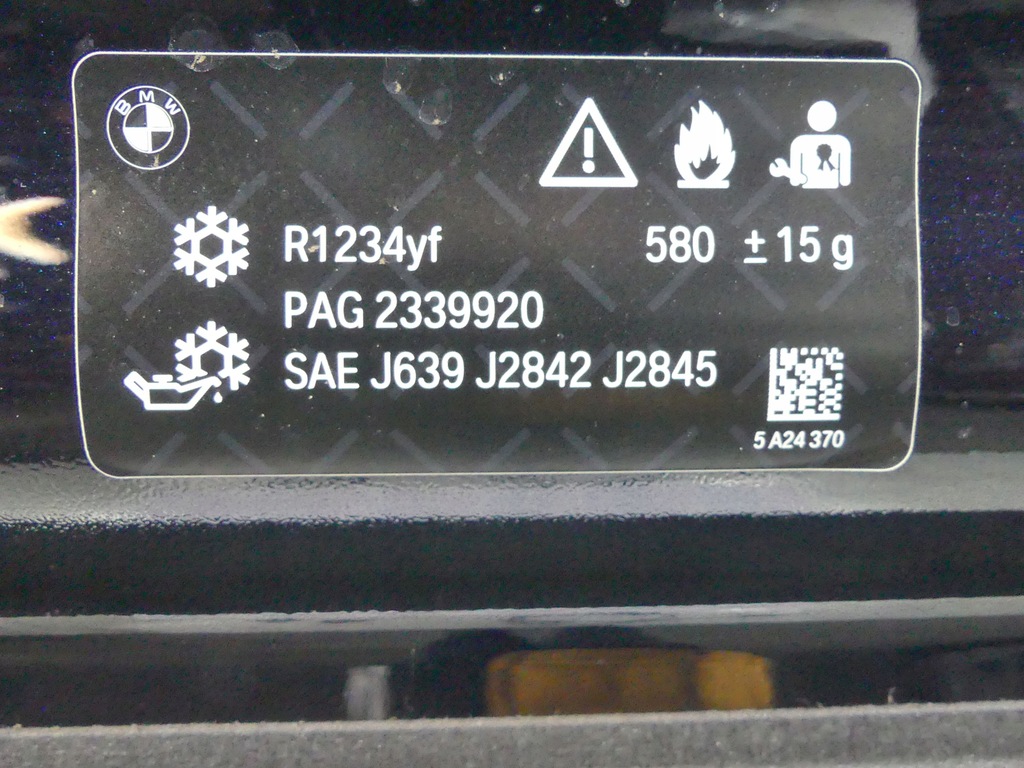 BMW
R1234yf 580 ± 15 g
PAG 2339920
SAE J639 J2842 J2845
5 A24 370